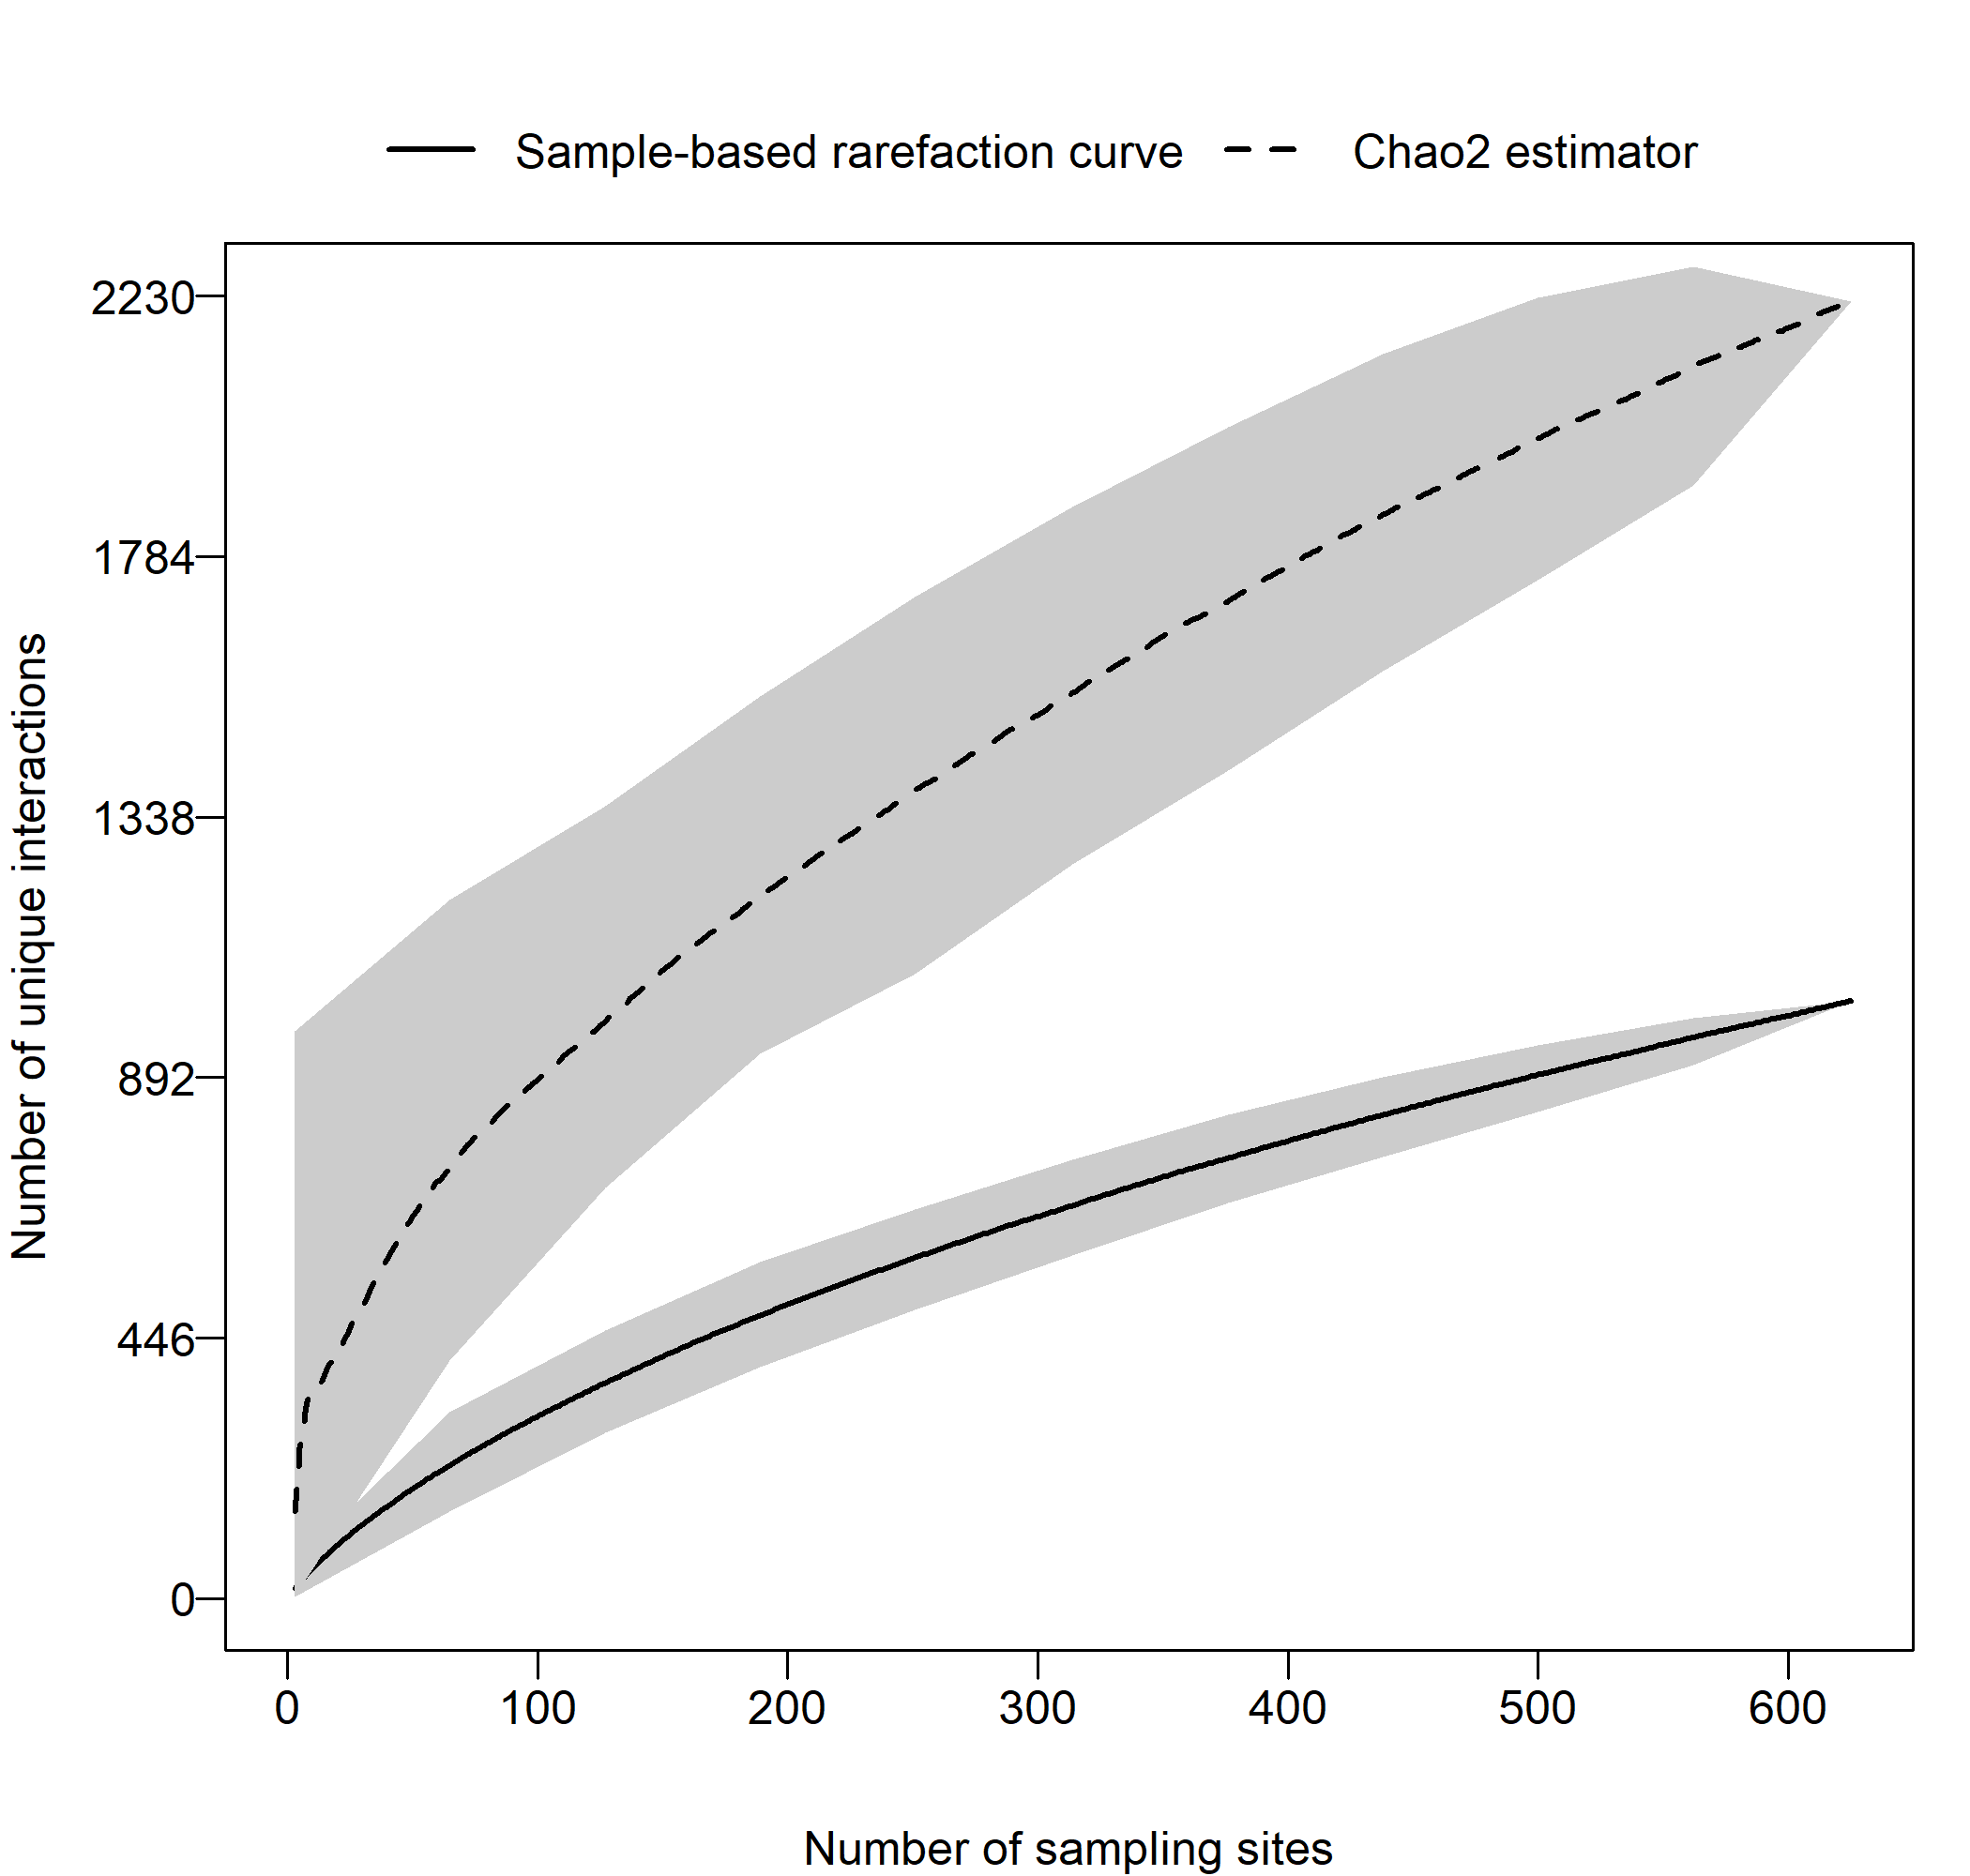 Sample-based rarefaction curve Chao2 estimator
2230
1784
1338
892
446
0
Number of unique interactions
0 100 200 300 400 500 600
Number of sampling sites